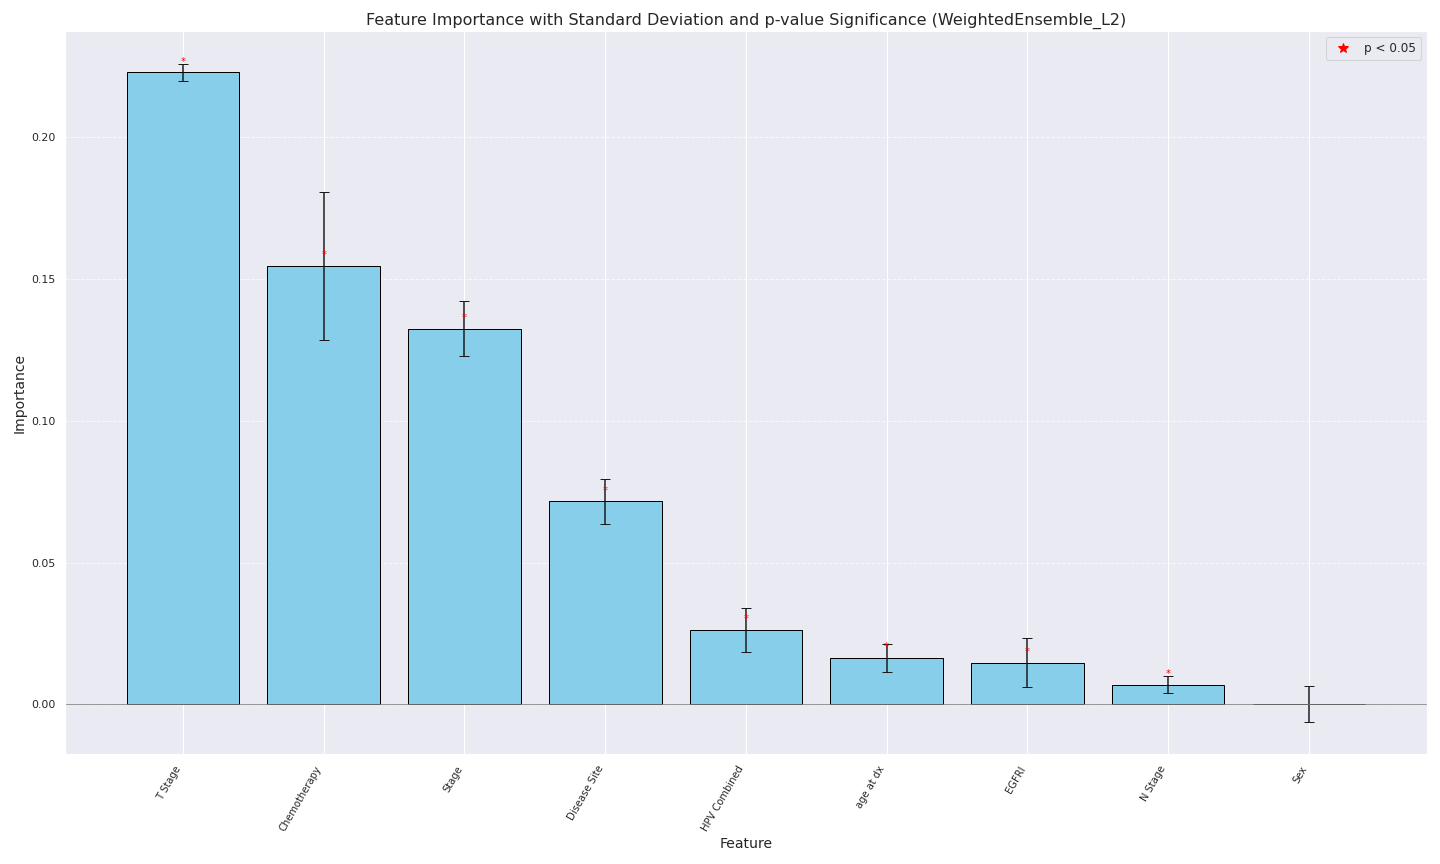 Feature Importance with Standard Deviation and p-value Significance (WeightedEnsemble_L2)
p < 0.05
Importance
0.20
0.15
0.10
0.05
0.00
T Stage
Chemotherapy
Stage
Disease Site
HPV Combined
age at dx
EGFRI
N Stage
Sex
Feature